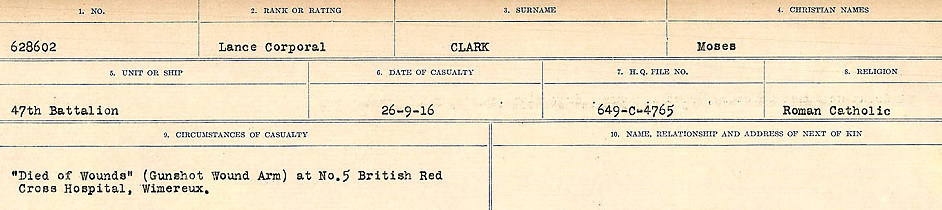 1. NO. 2. RANK OR RATING 3. SURNAME 4. CHRISTIAN NAMES
628602 Lance Corporal CLARK Moses
5. UNIT OR SHIP 6. DATE OF CASUALTY 7. H.Q. FILE NO. 8. RELIGION
47th Battalion 26-9-16 649-C-4765 Roman Catholic
9. CIRCUMSTANCES OF CASUALTY 10. NAME, RELATIONSHIP AND ADDRESS OF NEXT OF KIN
"Died of Wounds" (Gunshot Wound Arm) at No.5 British Red
Cross Hospital, Wimereux.